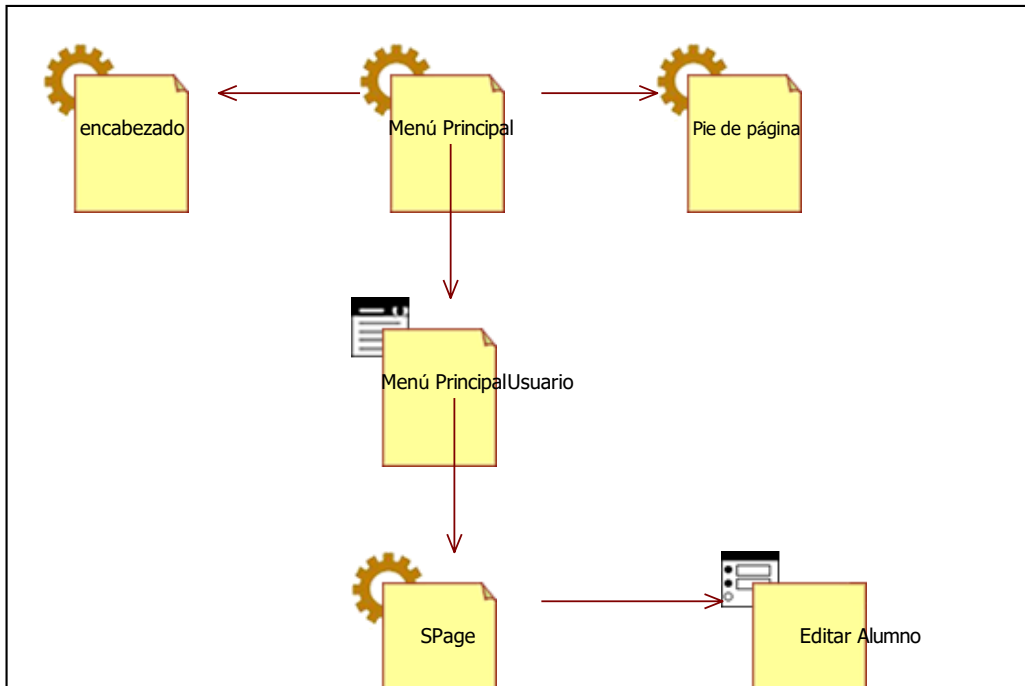 encabezado
Menú Principal
Pie de página
Menú PrincipalUsuario
SPage
Editar Alumno